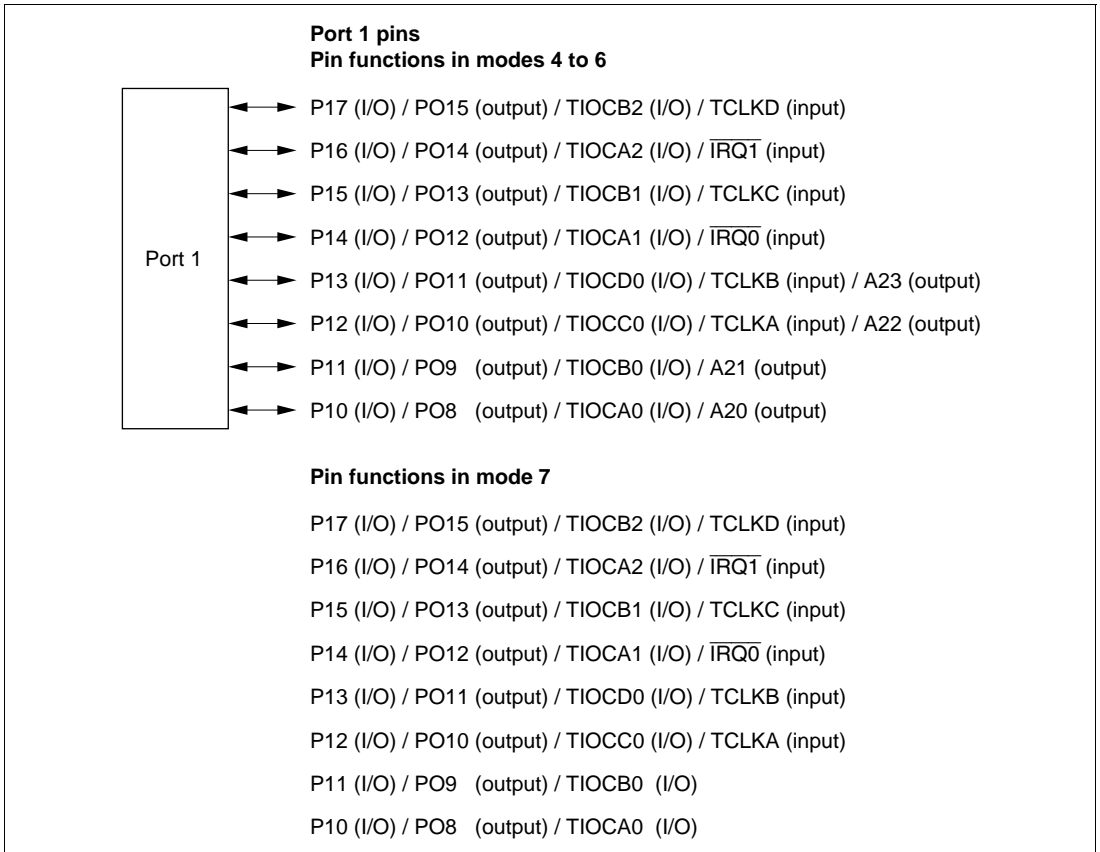 Port 1 pins
Pin functions in modes 4 to 6
Port 1
P17 (I/O) / PO15 (output) / TIOCB2 (I/O) / TCLKD (input)
P16 (I/O) / PO14 (output) / TIOCA2 (I/O) / I̅R̅Q̅1̅ (input)
P15 (I/O) / PO13 (output) / TIOCB1 (I/O) / TCLKC (input)
P14 (I/O) / PO12 (output) / TIOCA1 (I/O) / I̅R̅Q̅0̅ (input)
P13 (I/O) / PO11 (output) / TIOCD0 (I/O) / TCLKB (input) / A23 (output)
P12 (I/O) / PO10 (output) / TIOCC0 (I/O) / TCLKA (input) / A22 (output)
P11 (I/O) / PO9 (output) / TIOCB0 (I/O) / A21 (output)
P10 (I/O) / PO8 (output) / TIOCA0 (I/O) / A20 (output)
Pin functions in mode 7
P17 (I/O) / PO15 (output) / TIOCB2 (I/O) / TCLKD (input)
P16 (I/O) / PO14 (output) / TIOCA2 (I/O) / I̅R̅Q̅1̅ (input)
P15 (I/O) / PO13 (output) / TIOCB1 (I/O) / TCLKC (input)
P14 (I/O) / PO12 (output) / TIOCA1 (I/O) / I̅R̅Q̅0̅ (input)
P13 (I/O) / PO11 (output) / TIOCD0 (I/O) / TCLKB (input)
P12 (I/O) / PO10 (output) / TIOCC0 (I/O) / TCLKA (input)
P11 (I/O) / PO9 (output) / TIOCB0 (I/O)
P10 (I/O) / PO8 (output) / TIOCA0 (I/O)